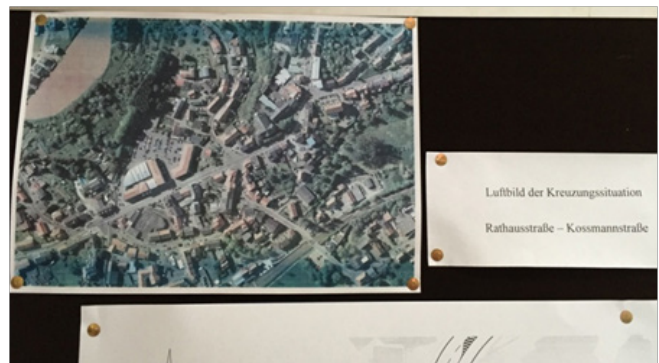 Luftbild der Kreuzungssituation
Rathausstraße – Kossmannstraße